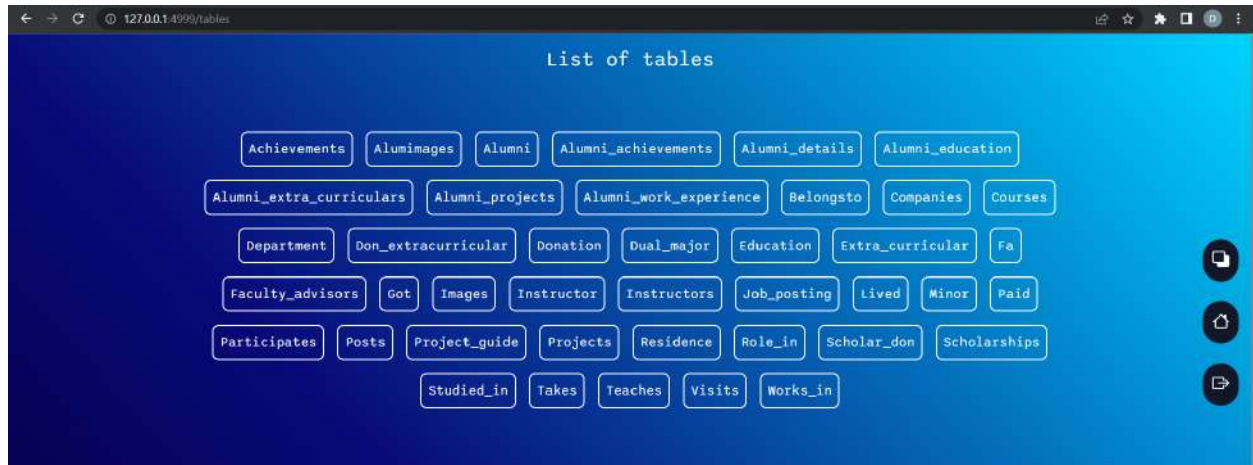 127.0.0.1:4999/tables D
List of tables
Achievements Alumimages Alumni Alumni_achievements Alumni_details Alumni_education
Alumni_extra_curriculars Alumni_projects Alumni_work_experience Belongsto Companies Courses
Department Don_extracurricular Donation Dual_major Education Extra_curricular Fa
Faculty_advisors Got Images Instructor Instructors Job_posting Lived Minor Paid
Participates Posts Project_guide Projects Residence Role_in Scholar_don Scholarships
Studied_in Takes Teaches Visits Works_in